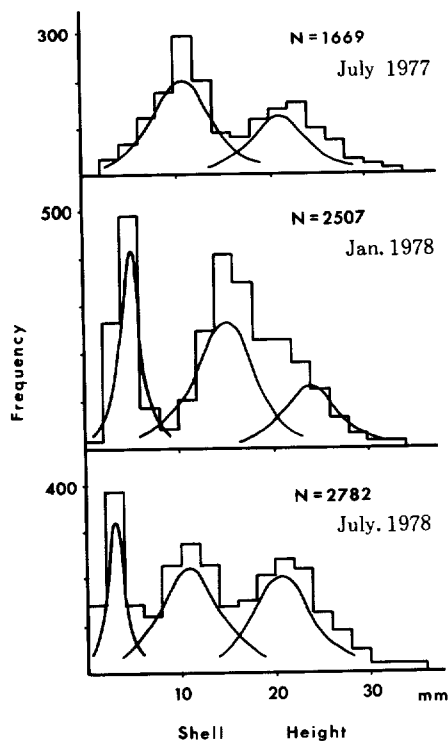 300
N=1669
July 1977
500
N=2507
Jan. 1978
Frequency
400
N=2782
July. 1978
10 20 30 mm
Shell Height